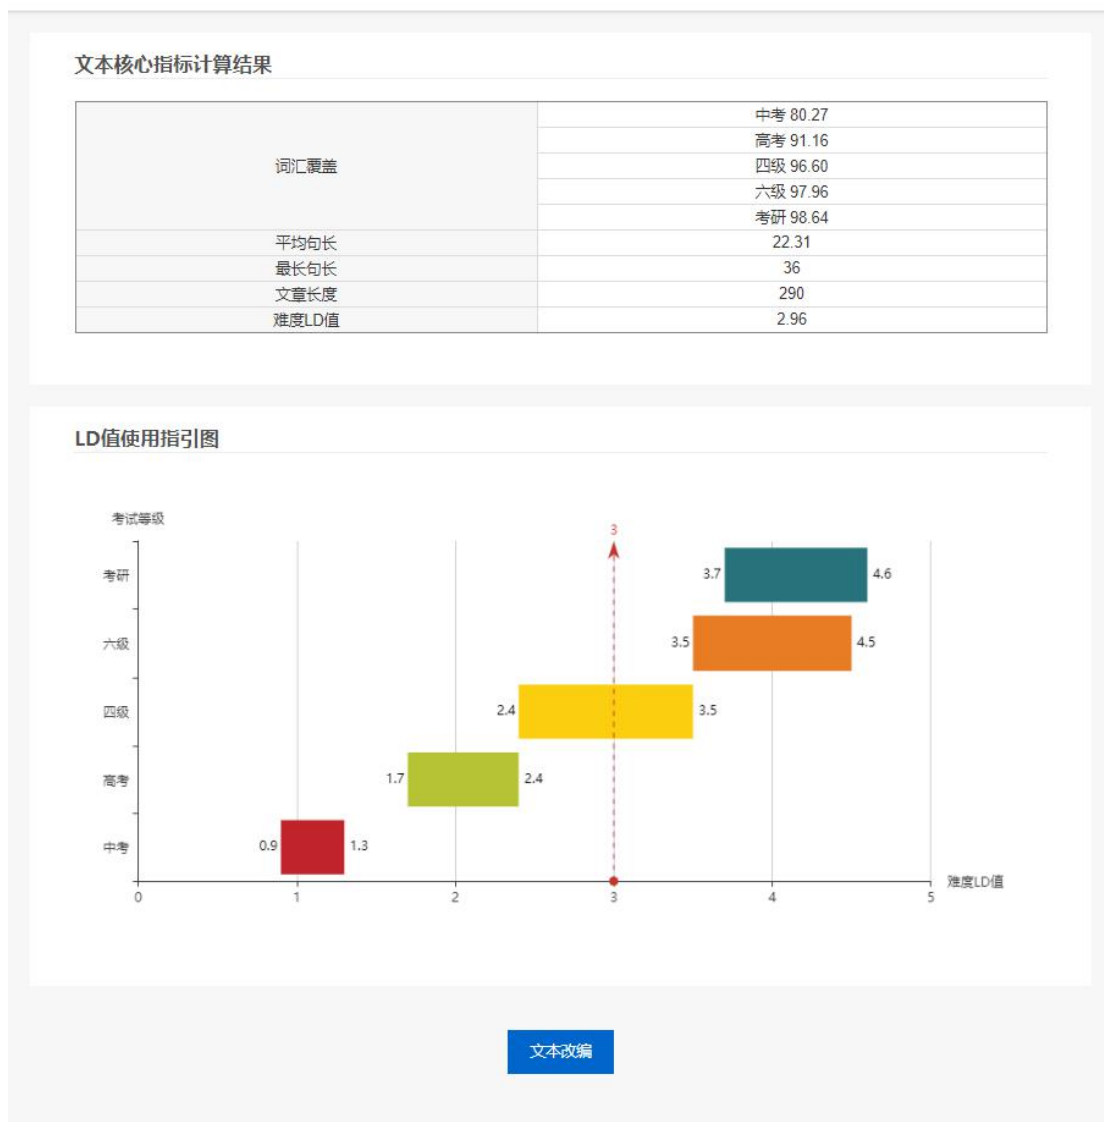 文本核心指标计算结果
词汇覆盖
中考 80.27
高考 91.16
四级 96.60
六级 97.96
考研 98.64
平均句长 22.31
最长句长 36
文章长度 290
难度LD值 2.96
LD值使用指引图
考试等级
3
考研 3.7 4.6
六级 3.5 4.5
四级 2.4 3.5
高考 1.7 2.4
中考 0.9 1.3
难度LD值
0 1 2 3 4 5
文本改编